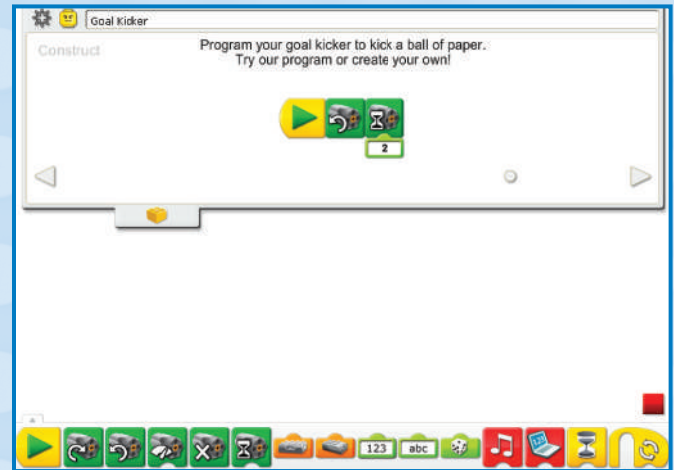 Goal Kicker
Construct
Program your goal kicker to kick a ball of paper.
Try our program or create your own!
2
123
abc